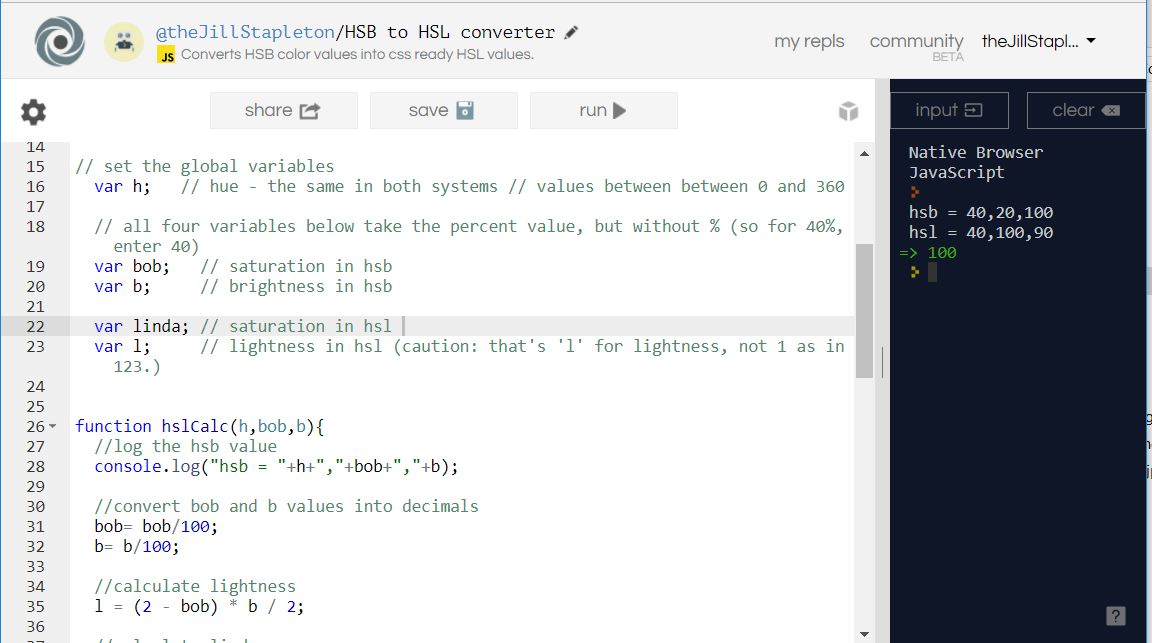 @theJillStapleton/HSB to HSL converter
JS Converts HSB color values into css ready HSL values.
my repls
community
BETA
theJillStapl...
share
save
run
input
clear
14
15 // set the global variables
16 var h; // hue - the same in both systems // values between between 0 and 360
17
18 // all four variables below take the percent value, but without % (so for 40%,
enter 40)
19 var bob; // saturation in hsb
20 var b; // brightness in hsb
21
22 var linda; // saturation in hsl
23 var l; // lightness in hsl (caution: that's 'l' for lightness, not 1 as in
123.)
24
25
26 function hslCalc(h,bob,b){
27 //log the hsb value
28 console.log("hsb = "+h+","+bob+","+b);
29
30 //convert bob and b values into decimals
31 bob= bob/100;
32 b= b/100;
33
34 //calculate lightness
35 l = (2 - bob) * b / 2;
36
Native Browser
JavaScript
hsb = 40,20,100
hsl = 40,100,90
=> 100
?